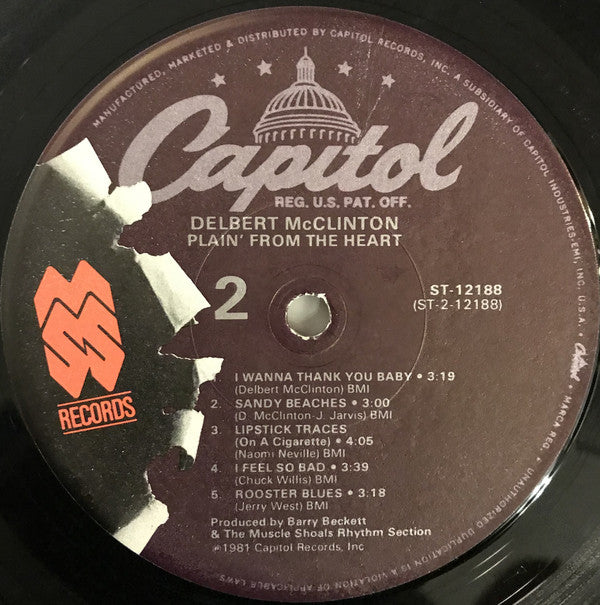 MANUFACTURED, MARKETED & DISTRIBUTED BY CAPITOL RECORDS, INC. A SUBSIDIARY OF CAPITOL INDUSTRIES-EMI, INC. U.S.A.
Capitol
REG. U.S. PAT. OFF.
DELBERT McCLINTON
PLAIN' FROM THE HEART
2
ST-12188
(ST-2-12188)
MSS
RECORDS
1. I WANNA THANK YOU BABY • 3:19
(Delbert McClinton) BMI
2. SANDY BEACHES • 3:00
(D. McClinton-J. Jarvis) BMI
3. LIPSTICK TRACES
(On A Cigarette) • 4:05
(Naomi Neville) BMI
4. I FEEL SO BAD • 3:39
(Chuck Willis) BMI
5. ROOSTER BLUES • 3:18
(Jerry West) BMI
Produced by Barry Beckett
& The Muscle Shoals Rhythm Section
℗1981 Capitol Records, Inc
Capitol • MARCA REG. • UNAUTHORIZED DUPLICATION IS A VIOLATION OF APPLICABLE LAWS